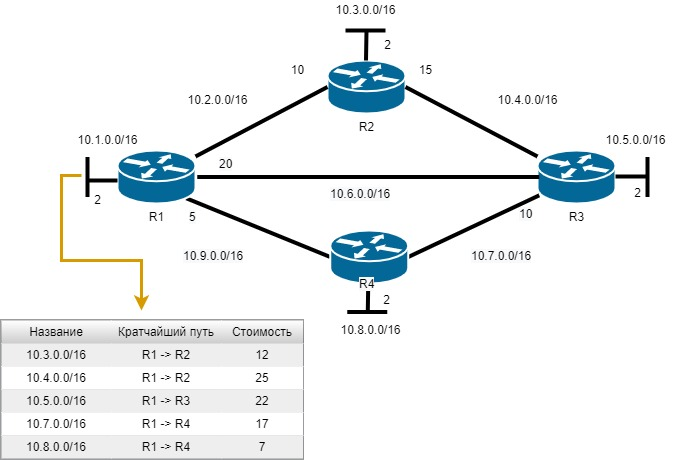 10.3.0.0/16
2
10
15
10.2.0.0/16
10.4.0.0/16
R2
10.1.0.0/16
10.5.0.0/16
20
10.6.0.0/16
2
2
R1
5
10
R3
10.9.0.0/16
10.7.0.0/16
R4
2
10.8.0.0/16
Название Кратчайший путь Стоимость
10.3.0.0/16 R1 -> R2 12
10.4.0.0/16 R1 -> R2 25
10.5.0.0/16 R1 -> R3 22
10.7.0.0/16 R1 -> R4 17
10.8.0.0/16 R1 -> R4 7